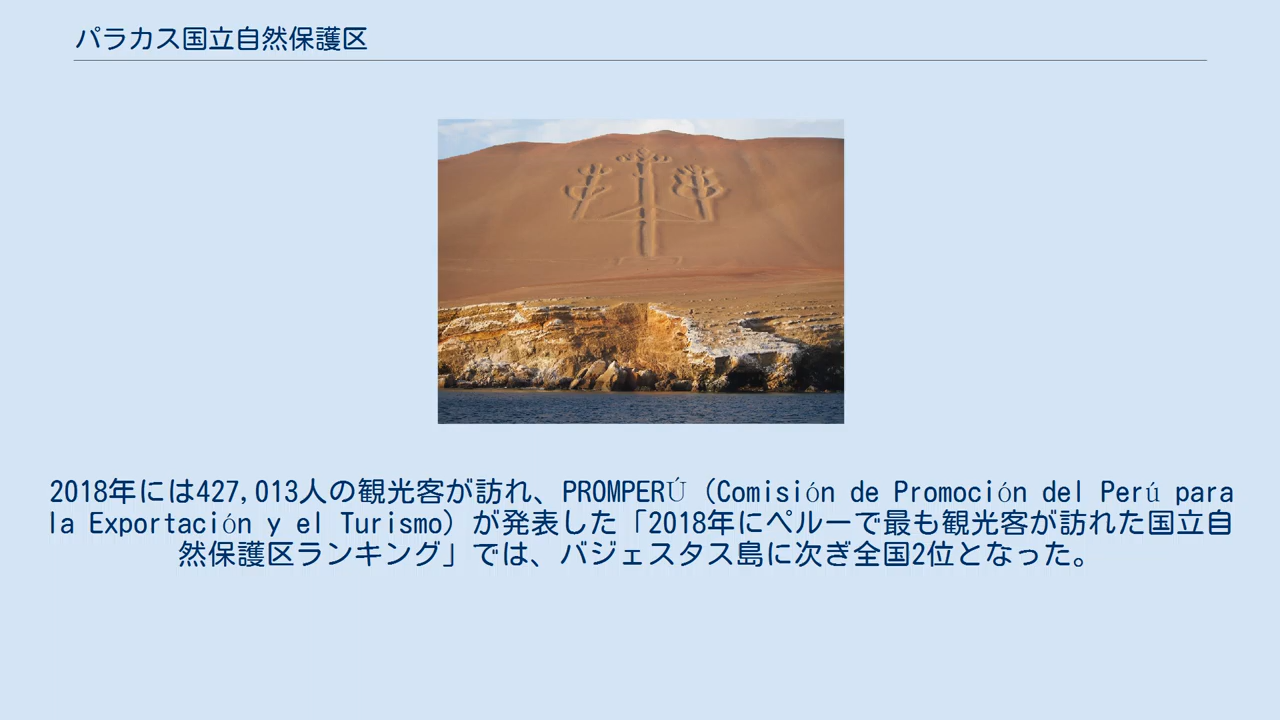 パラカス国立自然保護区
2018年には427,013人の観光客が訪れ、PROMPERÚ（Comisión de Promoción del Perú para
la Exportación y el Turismo）が発表した「2018年にペルーで最も観光客が訪れた国立自
然保護区ランキング」では、バジェスタス島に次ぎ全国2位となった。